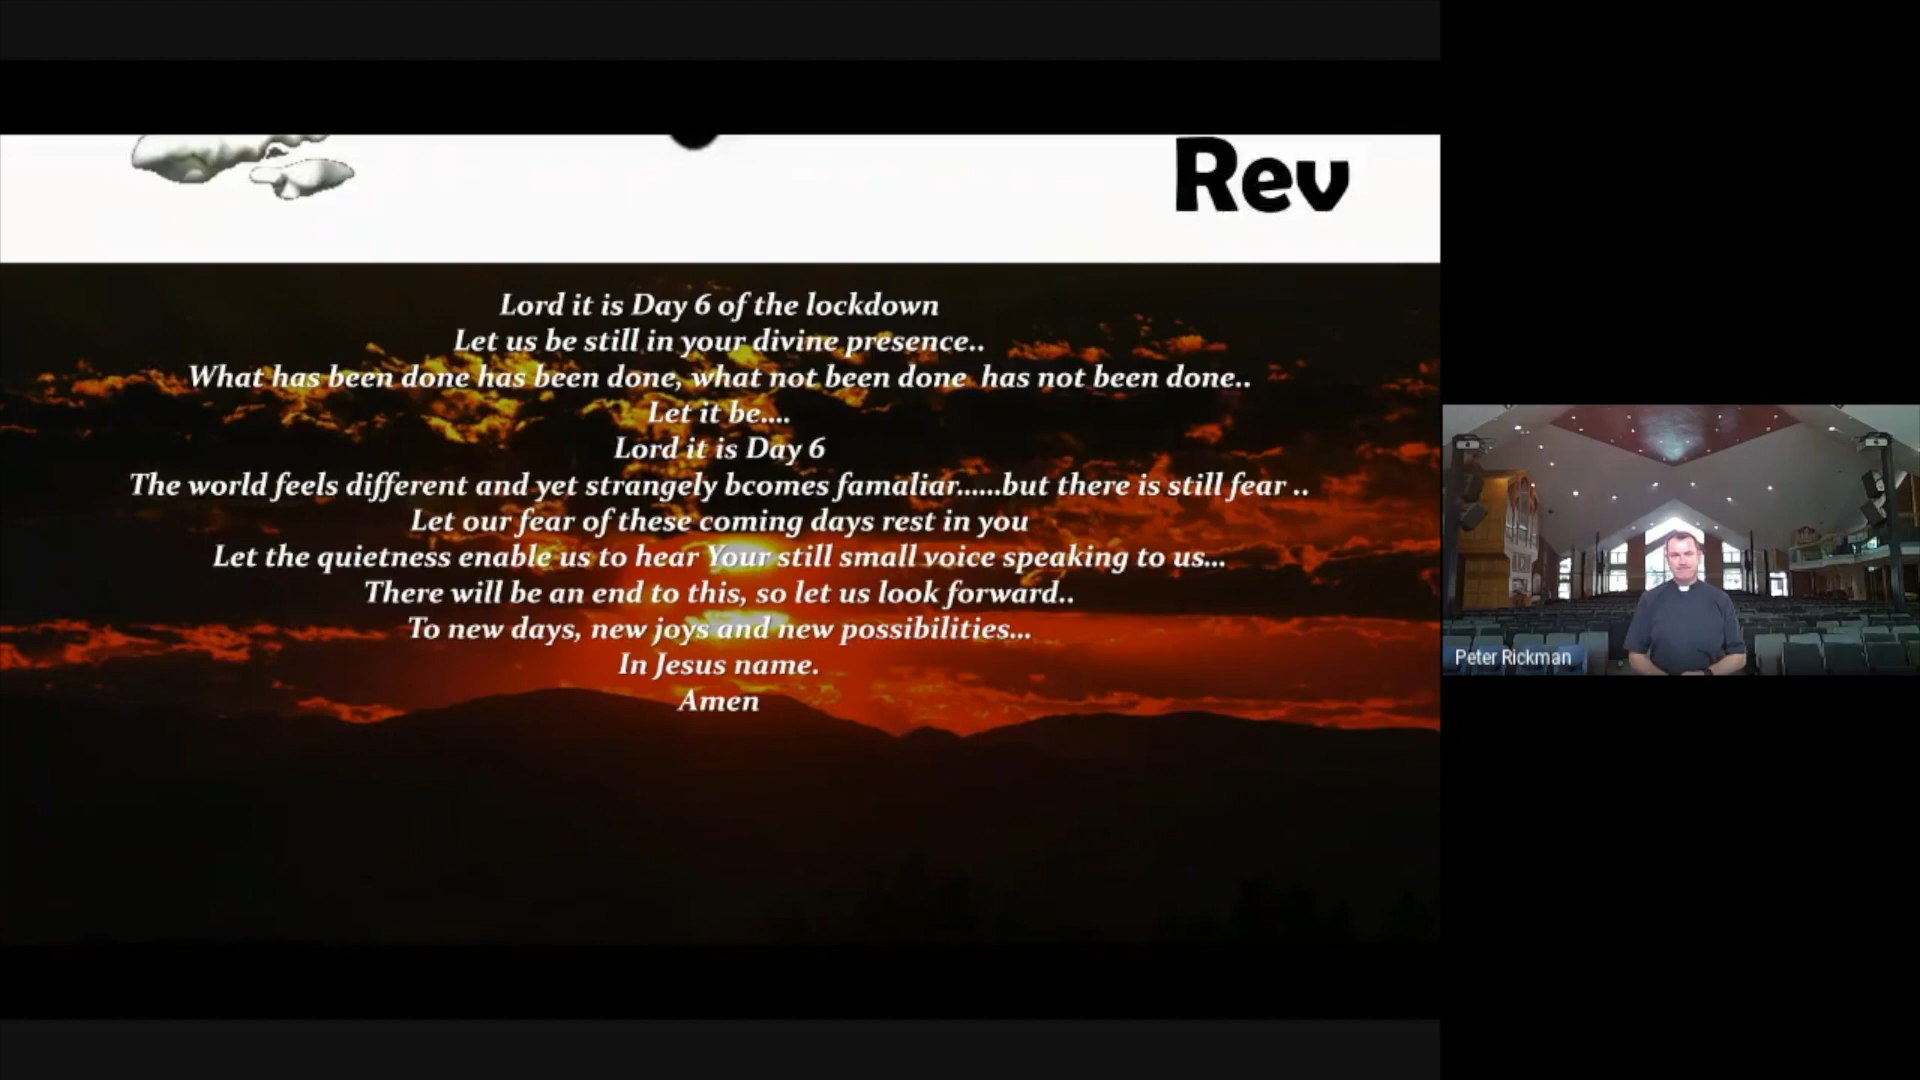 Rev
Lord it is Day 6 of the lockdown
Let us be still in your divine presence..
What has been done has been done, what not been done has not been done..
Let it be....
Lord it is Day 6
The world feels different and yet strangely bcomes famaliar......but there is still fear ..
Let our fear of these coming days rest in you
Let the quietness enable us to hear Your still small voice speaking to us...
There will be an end to this, so let us look forward..
To new days, new joys and new possibilities...
In Jesus name.
Amen
Peter Rickman